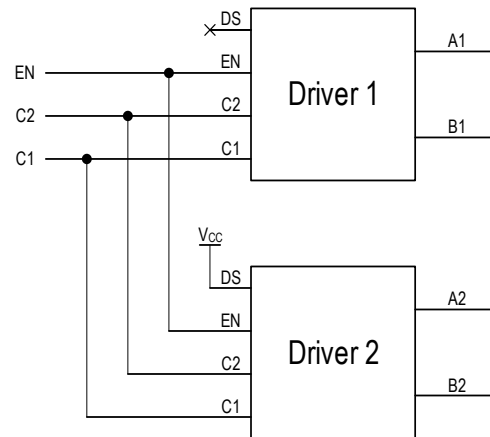 DS
A1
EN
EN
C2
C2
Driver 1
C1
C1
B1
VCC
DS
A2
EN
Driver 2
C2
B2
C1